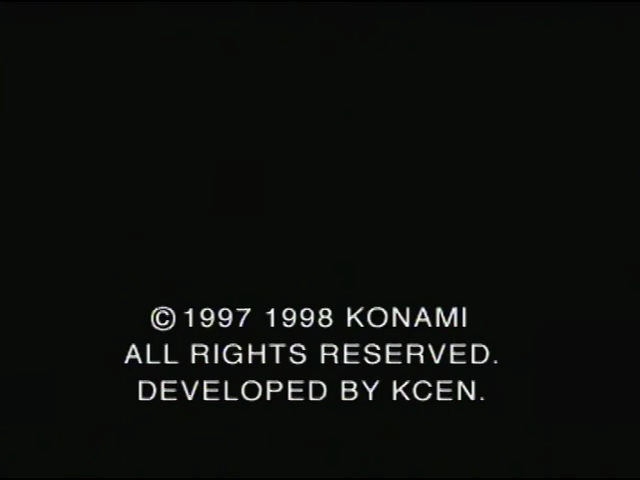 © 1997 1998 KONAMI
ALL RIGHTS RESERVED.
DEVELOPED BY KCEN.